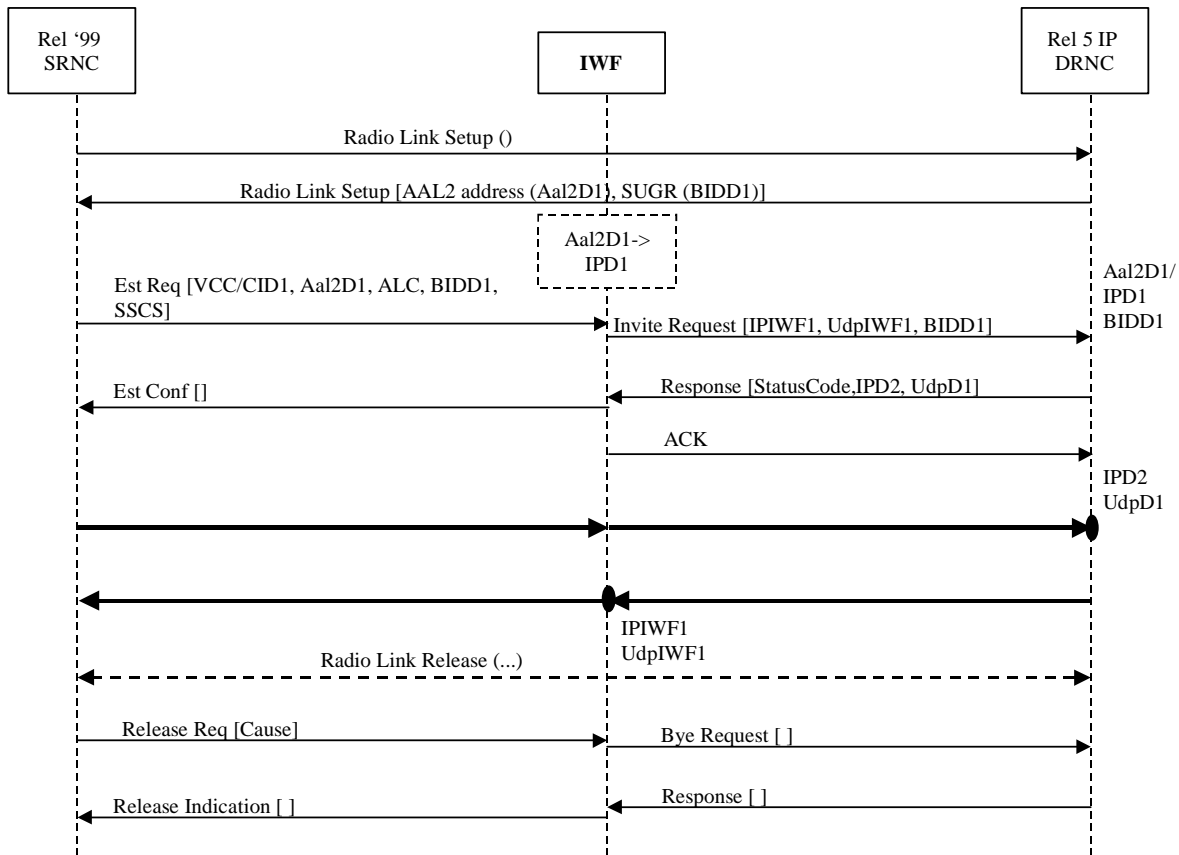 Rel ‘99
SRNC
IWF
Rel 5 IP
DRNC
Radio Link Setup ()
Radio Link Setup [AAL2 address (Aal2D1), SUGR (BIDD1)]
Aal2D1->
IPD1
Est Req [VCC/CID1, Aal2D1, ALC, BIDD1,
SSCS]
Aal2D1/
IPD1
BIDD1
Invite Request [IPIWF1, UdpIWF1, BIDD1]
Est Conf []
Response [StatusCode,IPD2, UdpD1]
ACK
IPD2
UdpD1
IPIWF1
UdpIWF1
Radio Link Release (...)
Release Req [Cause]
Bye Request [ ]
Release Indication [ ]
Response [ ]